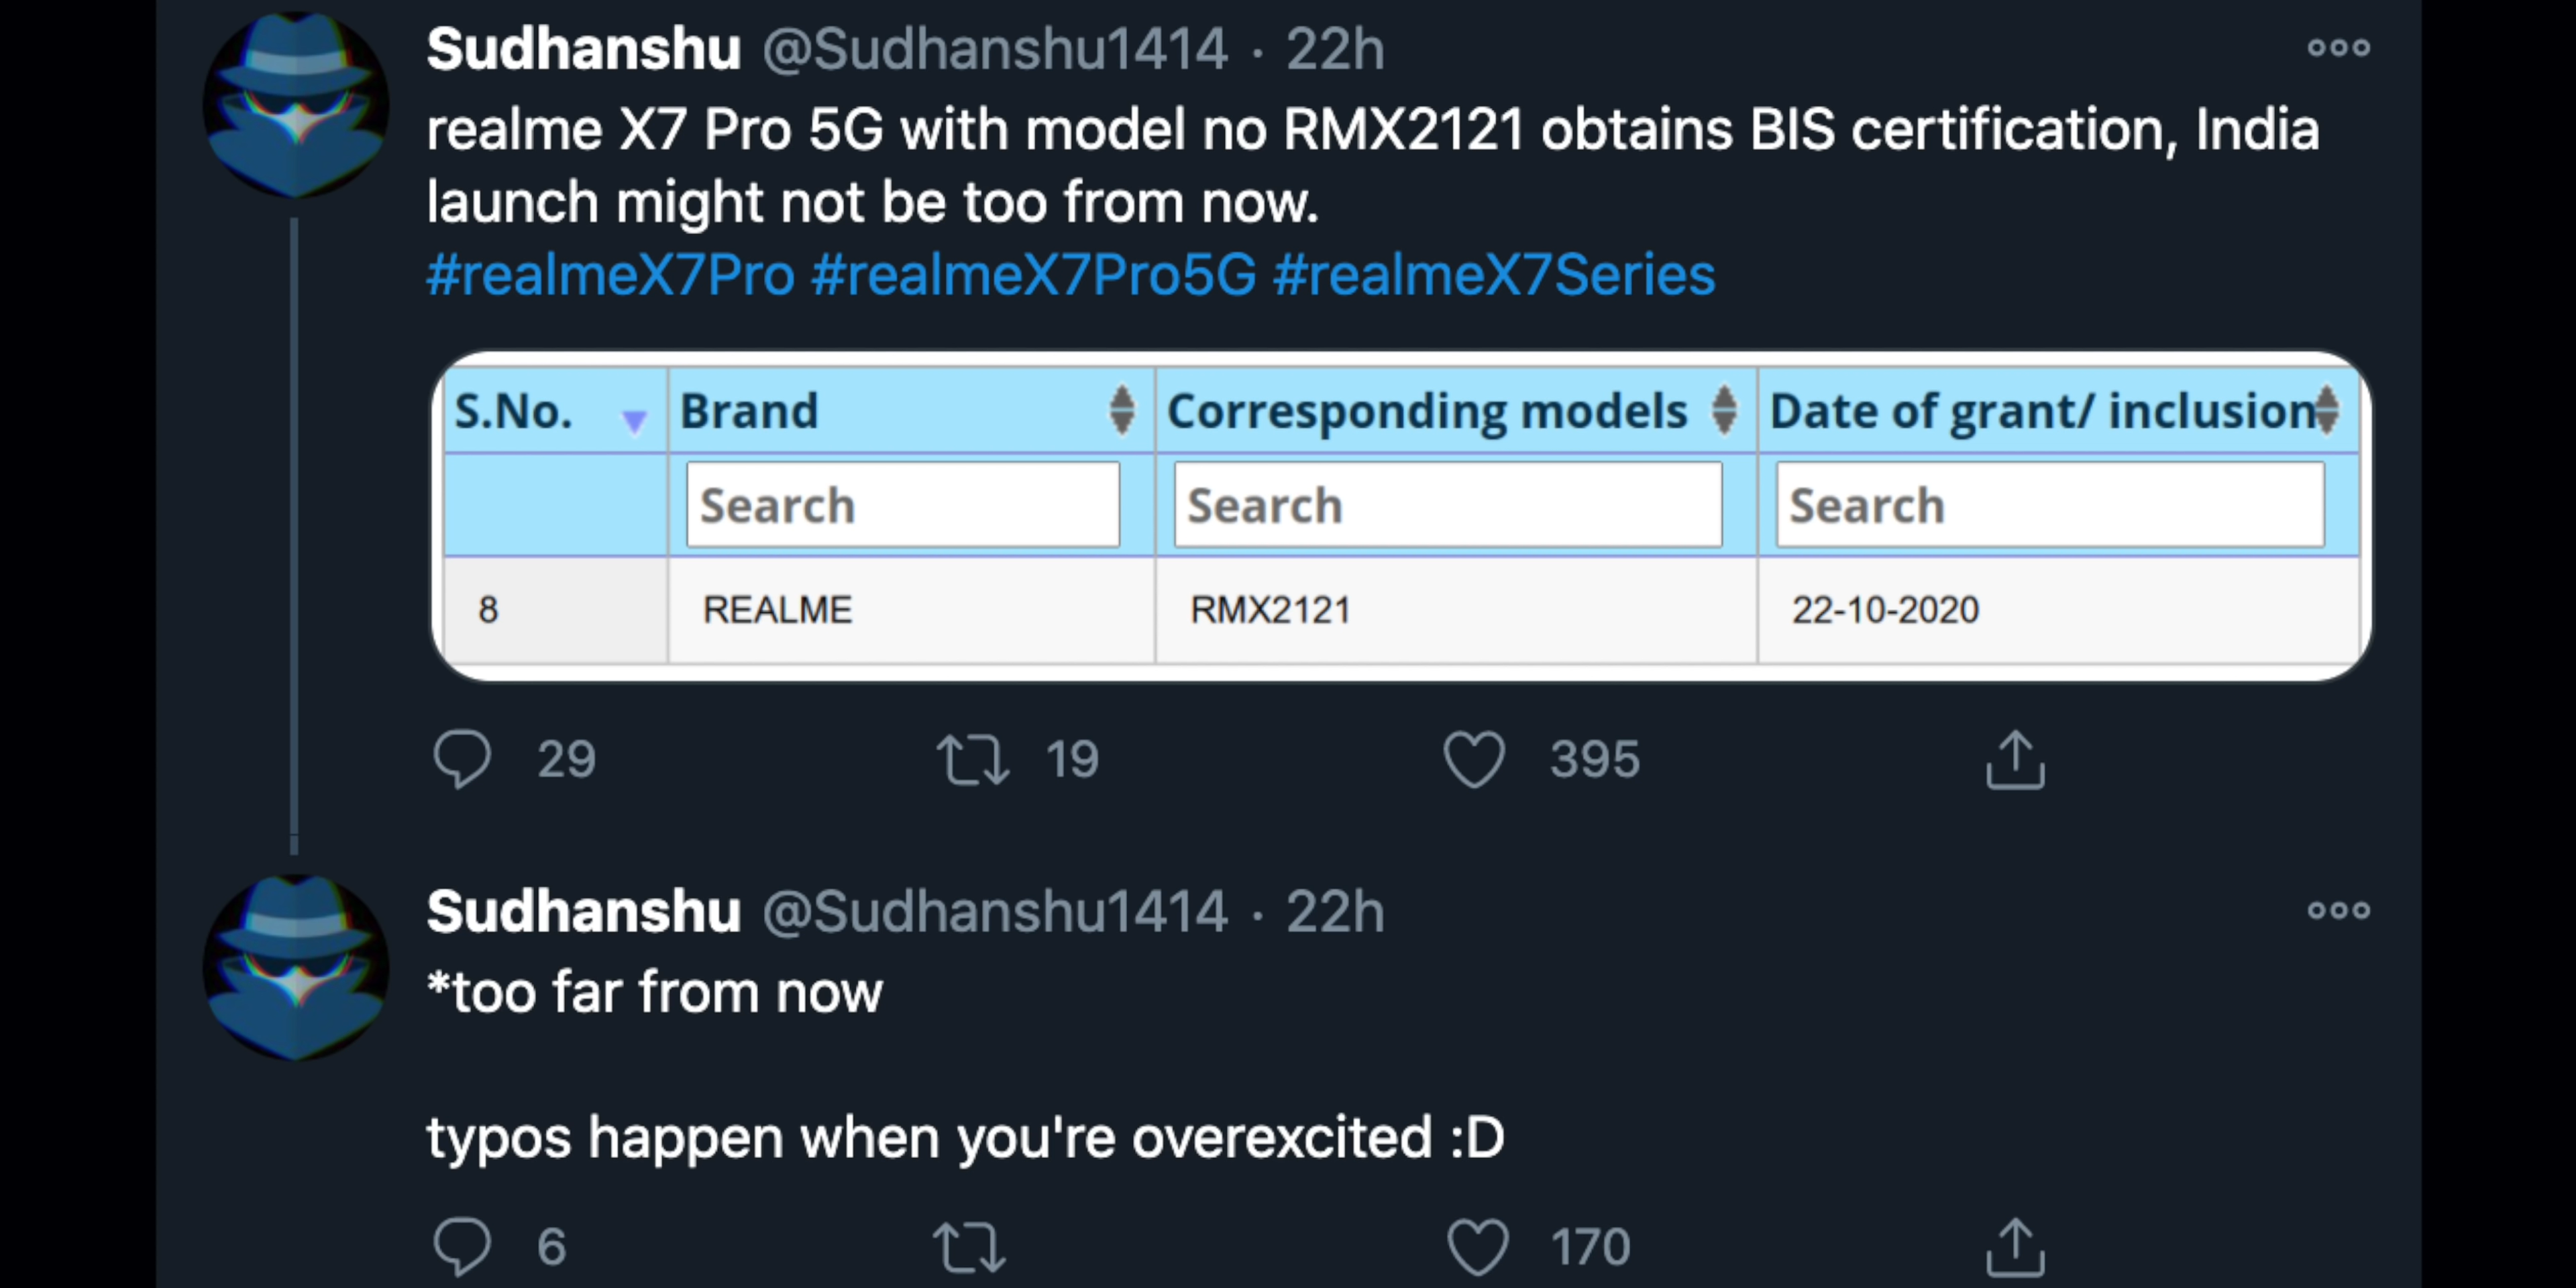 Sudhanshu @Sudhanshu1414 · 22h
realme X7 Pro 5G with model no RMX2121 obtains BIS certification, India
launch might not be too from now.
#realmeX7Pro #realmeX7Pro5G #realmeX7Series
S.No. Brand Corresponding models Date of grant/ inclusion
Search Search Search
8 REALME RMX2121 22-10-2020
29 19 395
Sudhanshu @Sudhanshu1414 · 22h
*too far from now
typos happen when you're overexcited :D
6 170